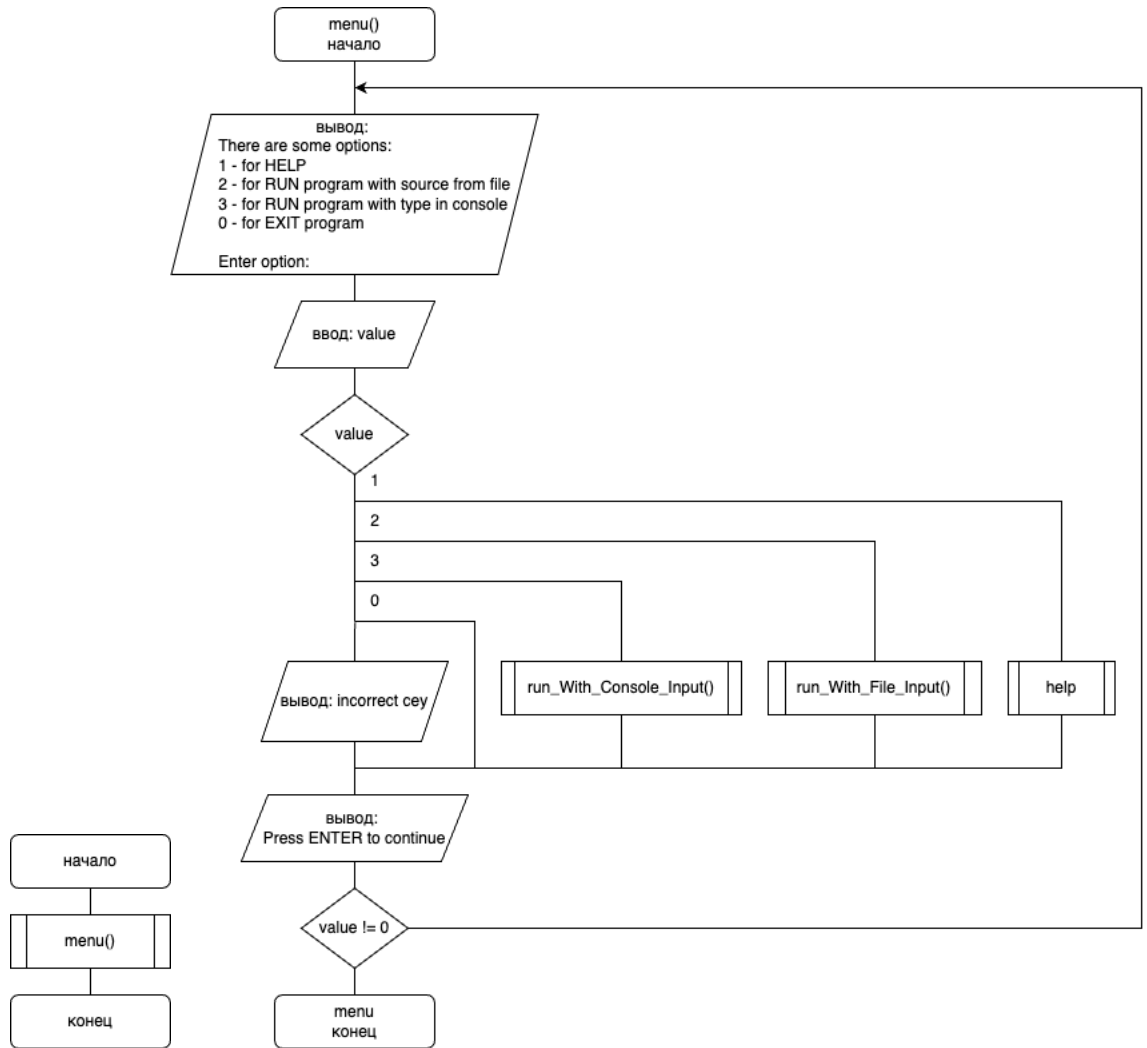 menu()
начало
вывод:
There are some options:
1 - for HELP
2 - for RUN program with source from file
3 - for RUN program with type in console
0 - for EXIT program
Enter option:
ввод: value
value
1
2
3
0
вывод: incorrect cey
run_With_Console_Input()
run_With_File_Input()
help
вывод:
Press ENTER to continue
value != 0
menu
конец
начало
menu()
конец